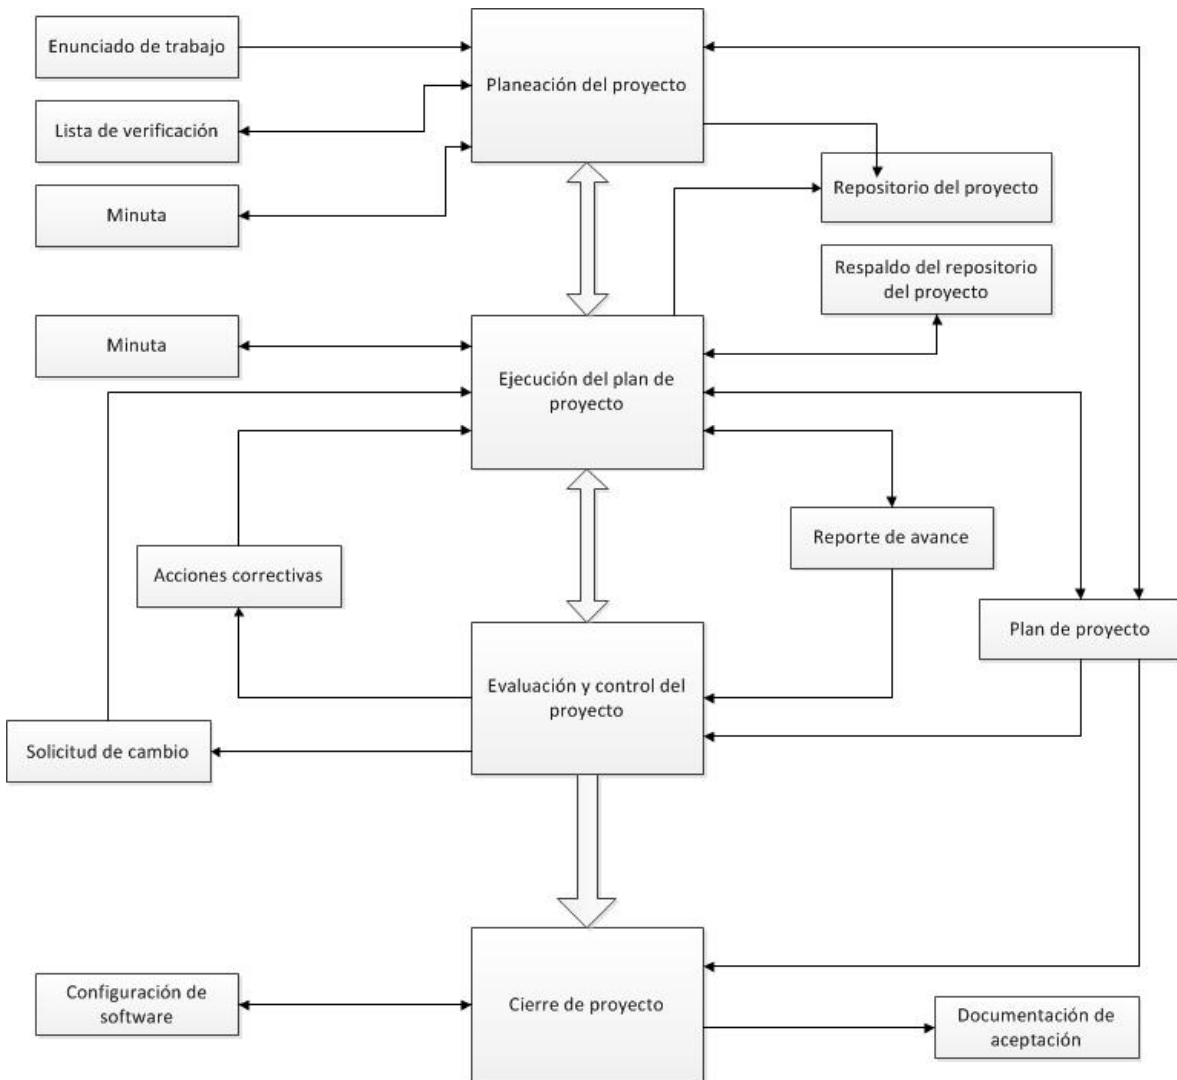 Enunciado de trabajo
Planeación del proyecto
Lista de verificación
Minuta
Repositorio del proyecto
Respaldo del repositorio
del proyecto
Minuta
Ejecución del plan de
proyecto
Reporte de avance
Acciones correctivas
Plan de proyecto
Evaluación y control del
proyecto
Solicitud de cambio
Configuración de
software
Cierre de proyecto
Documentación de
aceptación